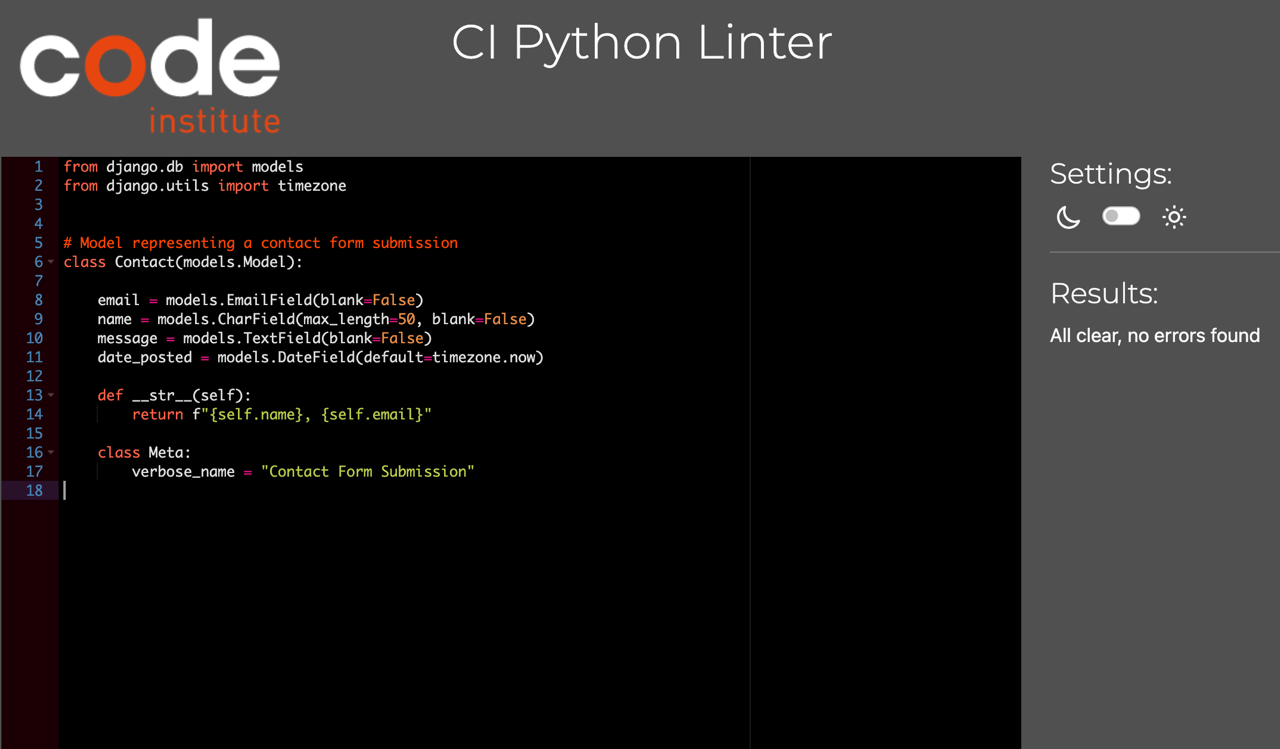 code
institute
CI Python Linter
1 from django.db import models
2 from django.utils import timezone
3
4
5 # Model representing a contact form submission
6 class Contact(models.Model):
7
8     email = models.EmailField(blank=False)
9     name = models.CharField(max_length=50, blank=False)
10     message = models.TextField(blank=False)
11     date_posted = models.DateField(default=timezone.now)
12
13     def __str__(self):
14         return f"{self.name}, {self.email}"
15
16     class Meta:
17         verbose_name = "Contact Form Submission"
18
Settings:
Results:
All clear, no errors found